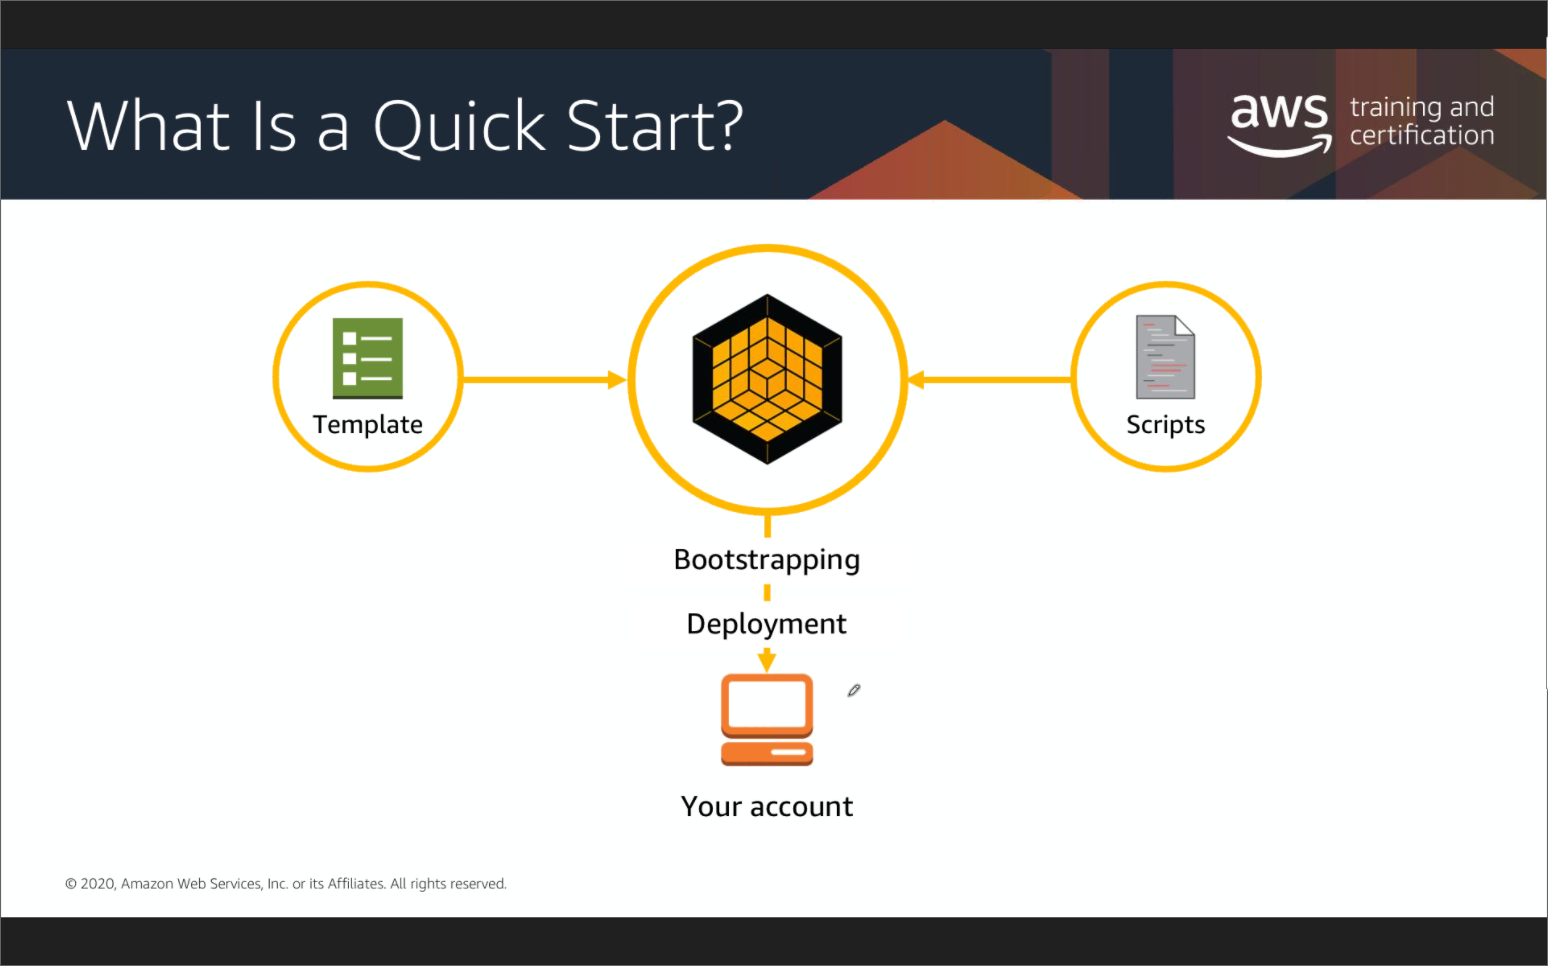 What Is a Quick Start?
aws
training and
certification
Template
Scripts
Bootstrapping
Deployment
Your account
© 2020, Amazon Web Services, Inc. or its Affiliates. All rights reserved.